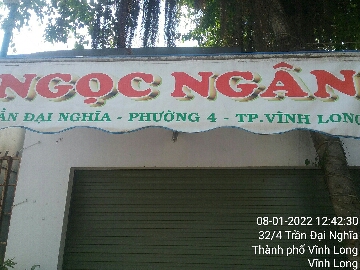 NGỌC NGÂN
ẦN ĐẠI NGHĨA - PHƯỜNG 4 - TP.VĨNH LONG
08-01-2022 12:42:30
32/4 Trần Đại Nghĩa
Thành phố Vĩnh Long
Vĩnh Long